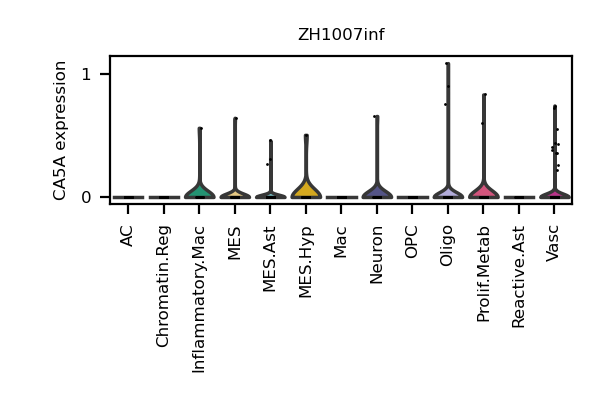 ZH1007inf
CA5A expression
1
0
AC
Chromatin.Reg
Inflammatory.Mac
MES
MES.Ast
MES.Hyp
Mac
Neuron
OPC
Oligo
Prolif.Metab
Reactive.Ast
Vasc